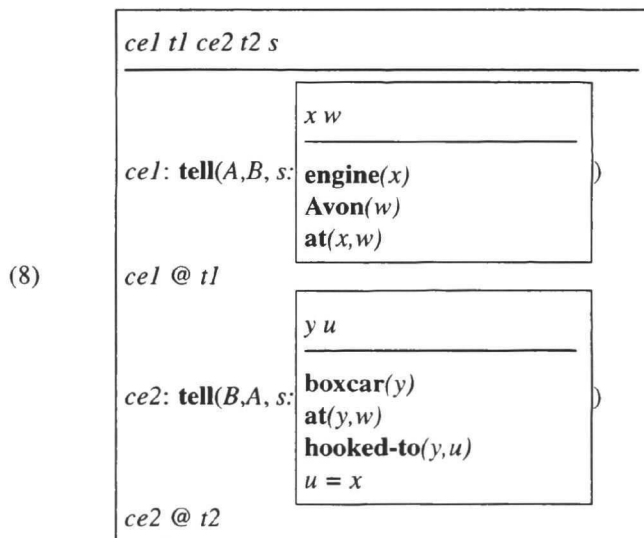 ce1 t1 ce2 t2 s
x w
ce1: tell(A,B, s: engine(x) )
Avon(w)
at(x,w)
(8) ce1 @ t1
y u
boxcar(y)
ce2: tell(B,A, s: at(y,w) )
hooked-to(y,u)
u = x
ce2 @ t2